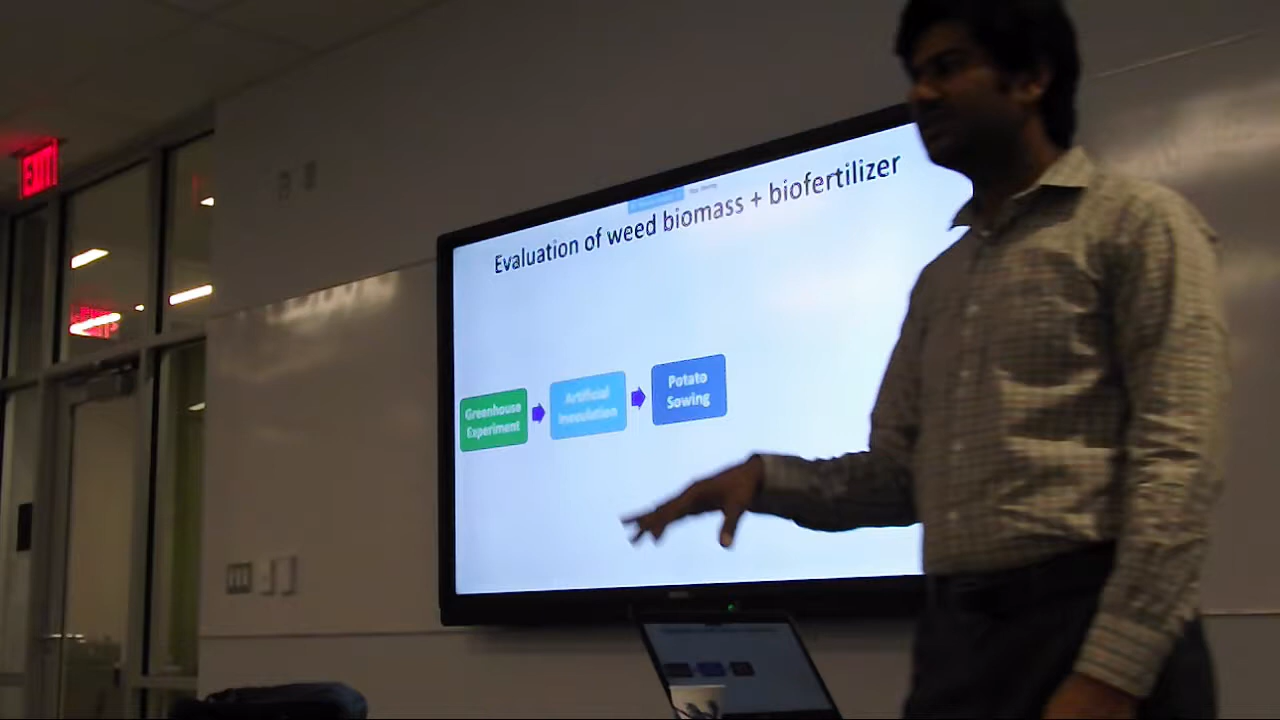 EXIT
Evaluation of weed biomass + biofertilizer
Greenhouse
Experiment
Artificial
Inoculation
Potato
Sowing